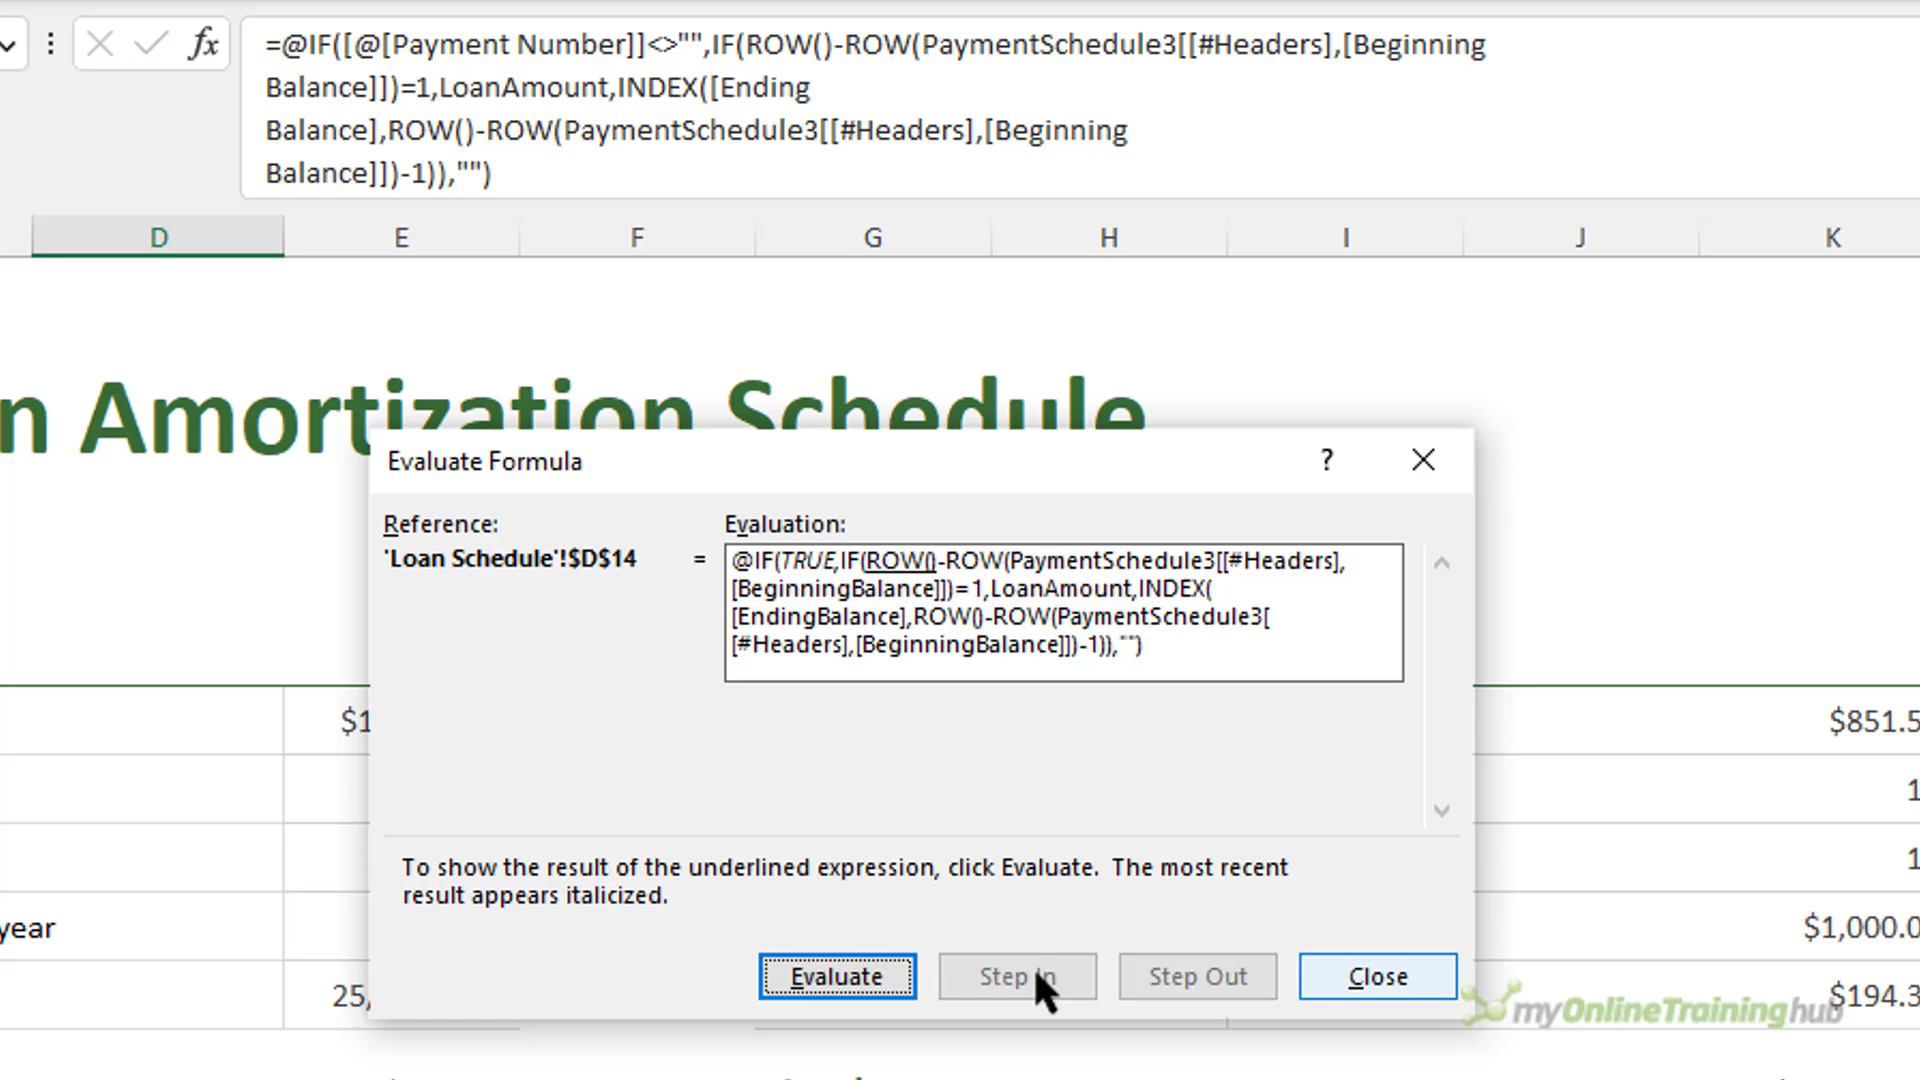 =@IF([@[Payment Number]]<>"",IF(ROW()-ROW(PaymentSchedule3[[#Headers],[Beginning
Balance]])=1,LoanAmount,INDEX([Ending
Balance],ROW()-ROW(PaymentSchedule3[[#Headers],[Beginning
Balance]])-1)),"")
fx
D E F G H I J K
n Amortization Schedule
Evaluate Formula ?
Reference: Evaluation:
'Loan Schedule'!$D$14 =
@IF(TRUE,IF(ROW()-ROW(PaymentSchedule3[[#Headers],
[BeginningBalance]])=1,LoanAmount,INDEX(
[EndingBalance],ROW()-ROW(PaymentSchedule3[
[#Headers],[BeginningBalance]])-1)),"")
$1 $851.5
1
1
To show the result of the underlined expression, click Evaluate. The most recent
result appears italicized.
year $1,000.0
25, $194.3
Evaluate Step In Step Out Close
myOnlineTraininghub